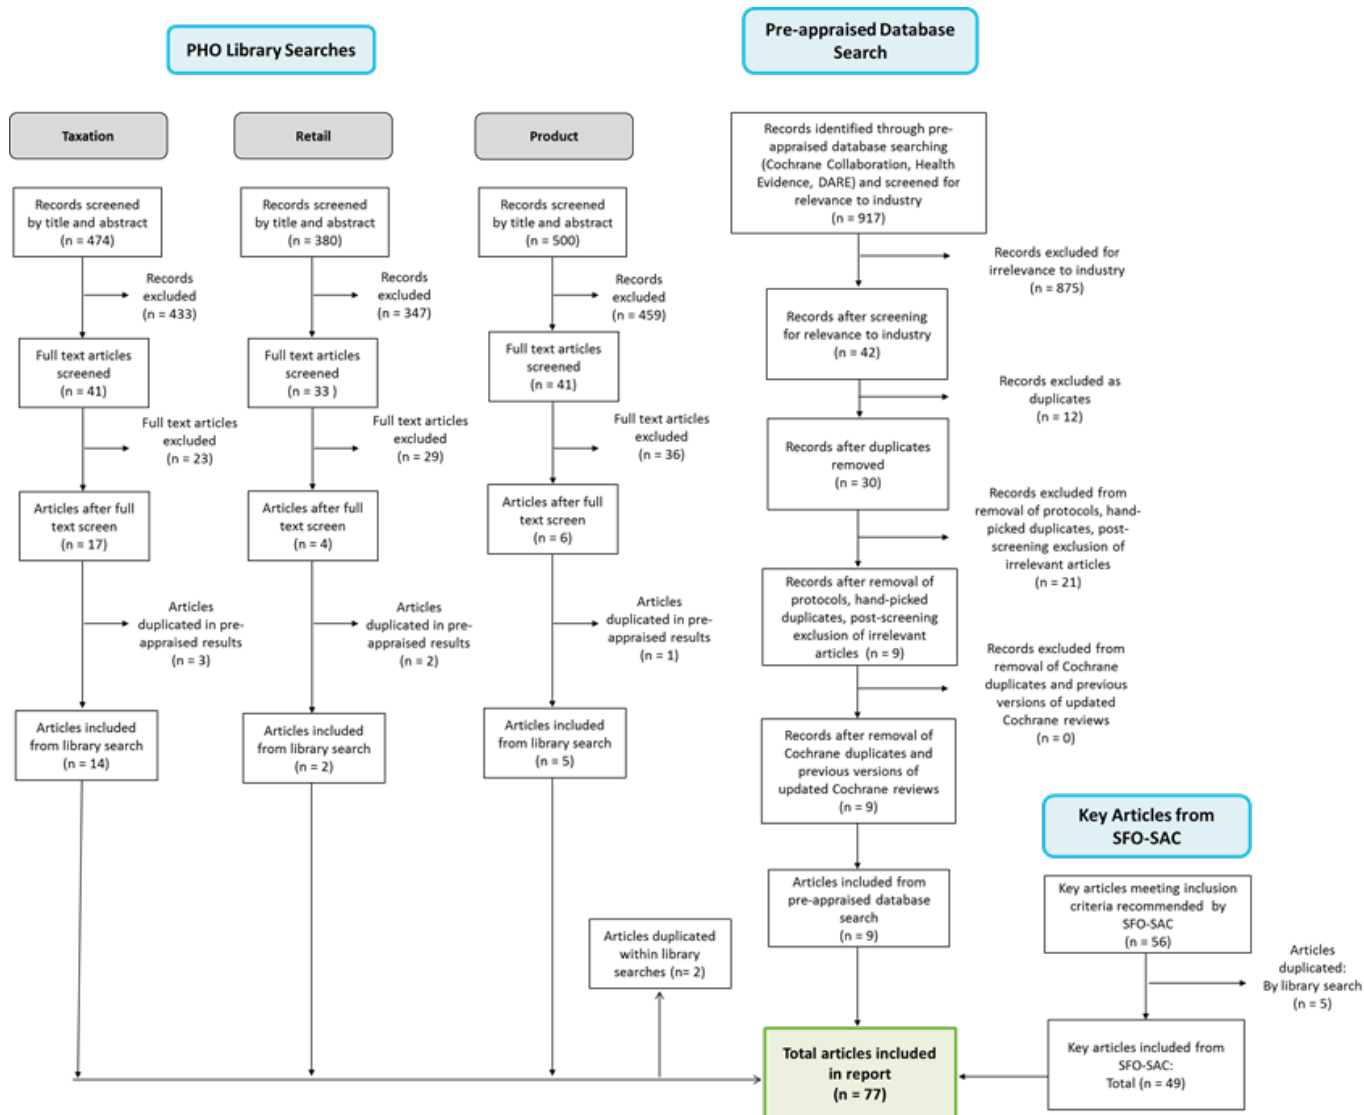 PHO Library Searches
Taxation
Records screened
by title and abstract
(n = 474)
Records
excluded
(n = 433)
Full text articles
screened
(n = 41)
Full text articles
excluded
(n = 23)
Articles after full
text screen
(n = 17)
Articles
duplicated in pre-
appraised results
(n = 3)
Articles included
from library search
(n = 14)
Retail
Records screened
by title and abstract
(n = 380)
Records
excluded
(n = 347)
Full text articles
screened
(n = 33 )
Full text articles
excluded
(n = 29)
Articles after full
text screen
(n = 4)
Articles
duplicated in pre-
appraised results
(n = 2)
Articles included
from library search
(n = 2)
Product
Records screened
by title and abstract
(n = 500)
Records
excluded
(n = 459)
Full text articles
screened
(n = 41)
Full text articles
excluded
(n = 36)
Articles after full
text screen
(n = 6)
Articles
duplicated in pre-
appraised results
(n = 1)
Articles included
from library search
(n = 5)
Articles duplicated
within library
searches (n= 2)
Pre-appraised Database
Search
Records identified through pre-
appraised database searching
(Cochrane Collaboration, Health
Evidence, DARE) and screened for
relevance to industry
(n = 917)
Records excluded for
irrelevance to industry
(n = 875)
Records after screening
for relevance to industry
(n = 42)
Records excluded as
duplicates
(n = 12)
Records after duplicates
removed
(n = 30)
Records excluded from
removal of protocols, hand-
picked duplicates, post-
screening exclusion of
irrelevant articles
(n = 21)
Records after removal of
protocols, hand-picked
duplicates, post-screening
exclusion of irrelevant
articles (n = 9)
Records excluded from
removal of Cochrane
duplicates and previous
versions of updated
Cochrane reviews
(n = 0)
Records after removal of
Cochrane duplicates and
previous versions of
updated Cochrane reviews
(n = 9)
Articles included from
pre-appraised database
search
(n = 9)
Key Articles from
SFO-SAC
Key articles meeting inclusion
criteria recommended by
SFO-SAC
(n = 56)
Articles
duplicated:
By library search
(n = 5)
Key articles included from
SFO-SAC:
Total (n = 49)
Total articles included
in report
(n = 77)